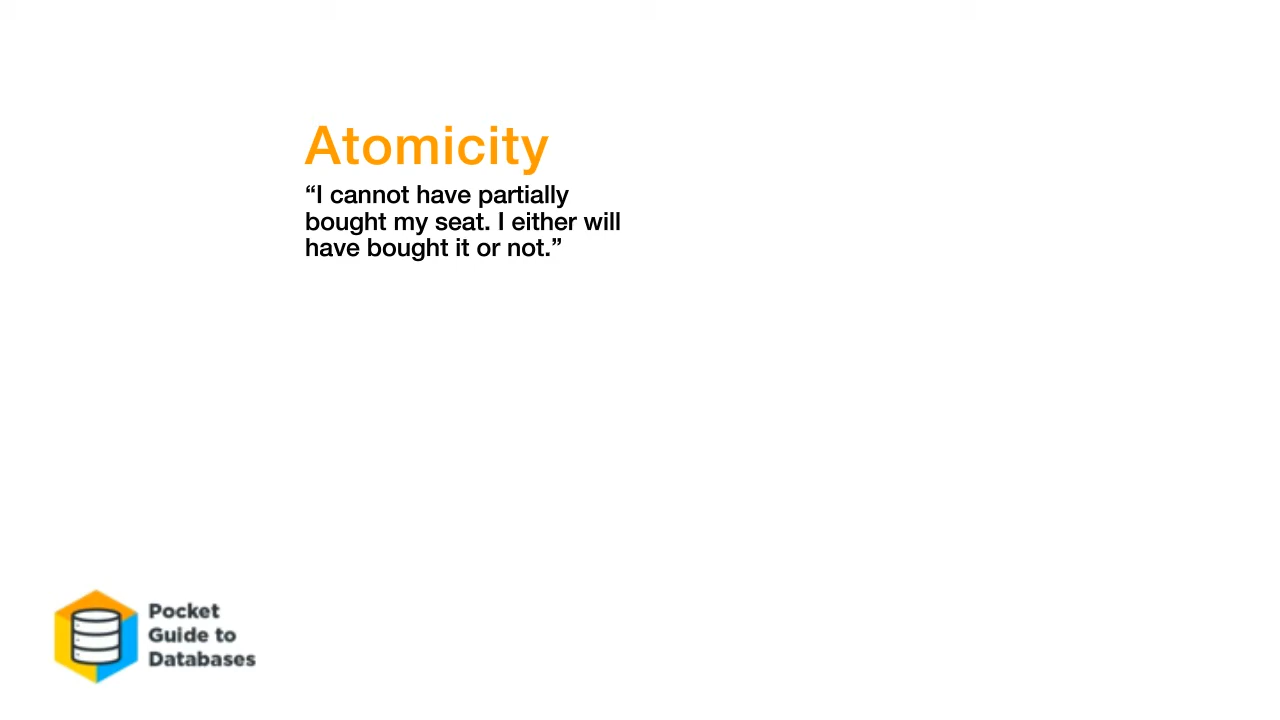 Atomicity
“I cannot have partially
bought my seat. I either will
have bought it or not.”
Pocket
Guide to
Databases